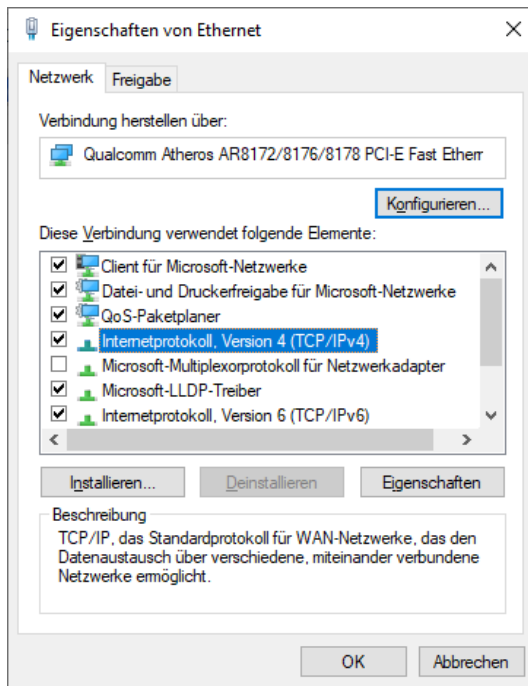 Eigenschaften von Ethernet
Netzwerk
Freigabe
Verbindung herstellen über:
Qualcomm Atheros AR8172/8176/8178 PCI-E Fast Etherr
Konfigurieren...
Diese Verbindung verwendet folgende Elemente:
Client für Microsoft-Netzwerke
Datei- und Druckerfreigabe für Microsoft-Netzwerke
QoS-Paketplaner
Internetprotokoll, Version 4 (TCP/IPv4)
Microsoft-Multiplexorprotokoll für Netzwerkadapter
Microsoft-LLDP-Treiber
Internetprotokoll, Version 6 (TCP/IPv6)
Installieren...
Deinstallieren
Eigenschaften
Beschreibung
TCP/IP, das Standardprotokoll für WAN-Netzwerke, das den
Datenaustausch über verschiedene, miteinander verbundene
Netzwerke ermöglicht.
OK
Abbrechen